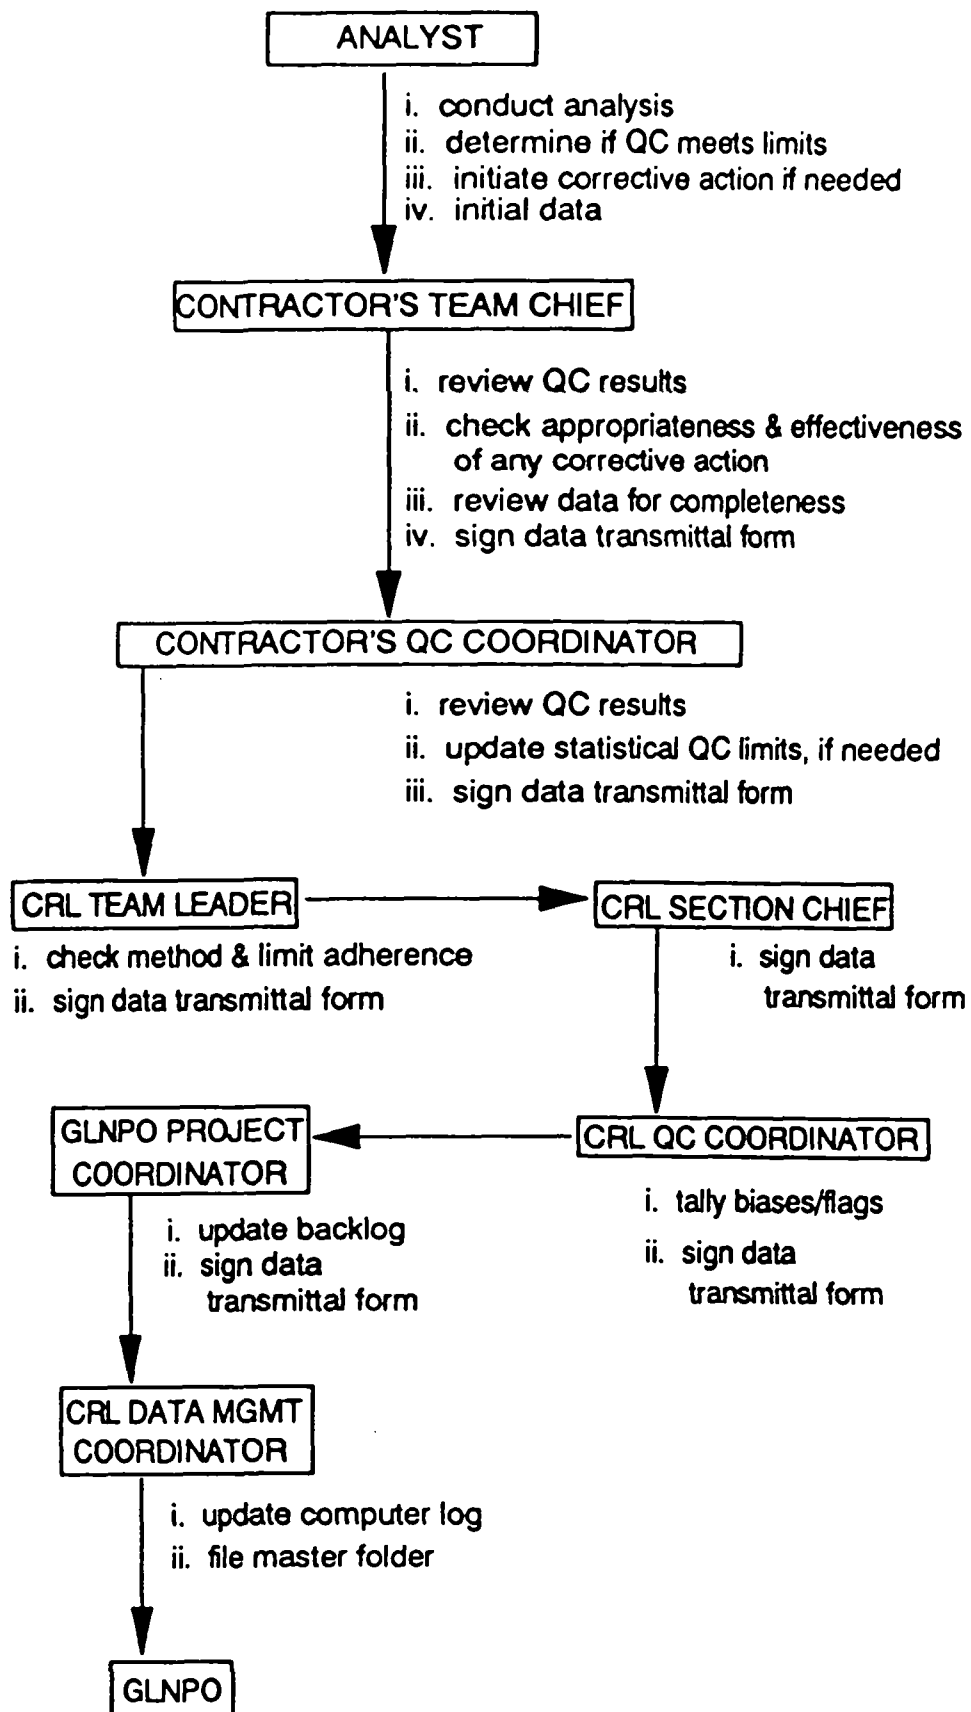 ANALYST
i. conduct analysis
ii. determine if QC meets limits
iii. initiate corrective action if needed
iv. initial data
CONTRACTOR'S TEAM CHIEF
i. review QC results
ii. check appropriateness & effectiveness
of any corrective action
iii. review data for completeness
iv. sign data transmittal form
CONTRACTOR'S QC COORDINATOR
i. review QC results
ii. update statistical QC limits, if needed
iii. sign data transmittal form
CRL TEAM LEADER
i. check method & limit adherence
ii. sign data transmittal form
CRL SECTION CHIEF
i. sign data
transmittal form
CRL QC COORDINATOR
i. tally biases/flags
ii. sign data
transmittal form
GLNPO PROJECT
COORDINATOR
i. update backlog
ii. sign data
transmittal form
CRL DATA MGMT
COORDINATOR
i. update computer log
ii. file master folder
GLNPO